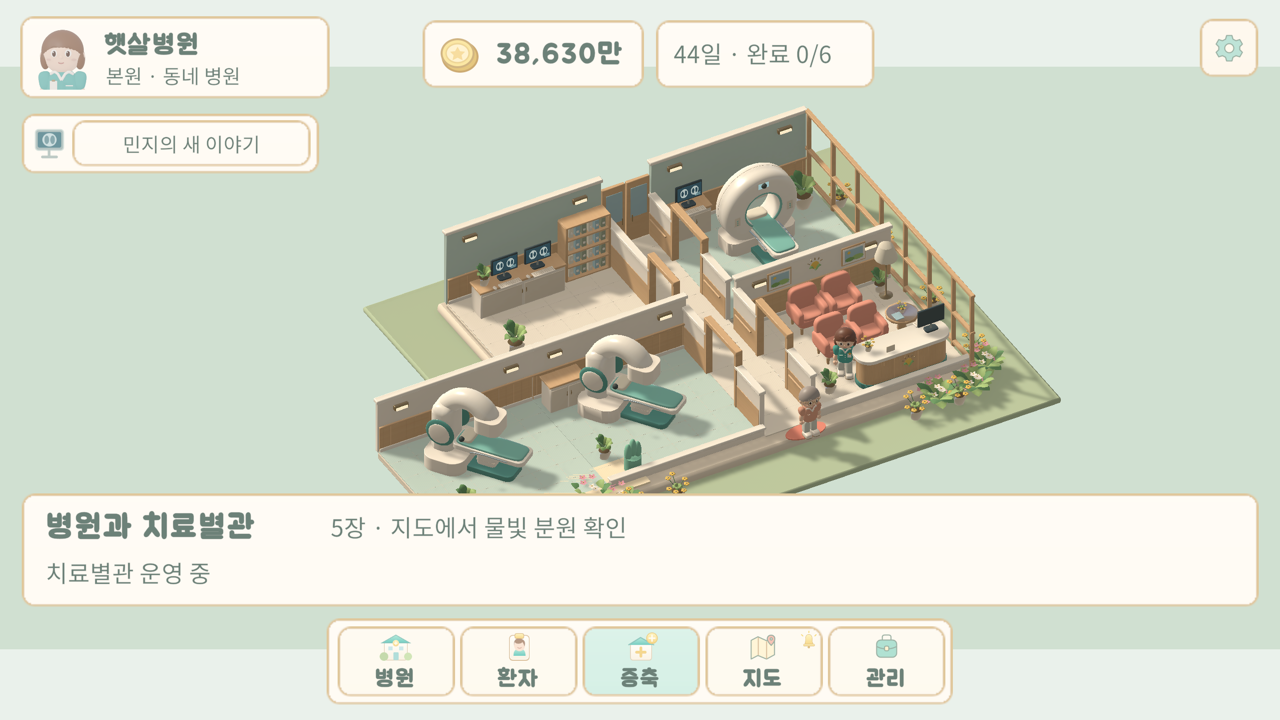 햇살병원
본원 · 동네 병원
38,630만
44일 · 완료 0/6
민지의 새 이야기
병원과 치료별관
5장 · 지도에서 물빛 분원 확인
치료별관 운영 중
병원
환자
증축
지도
관리